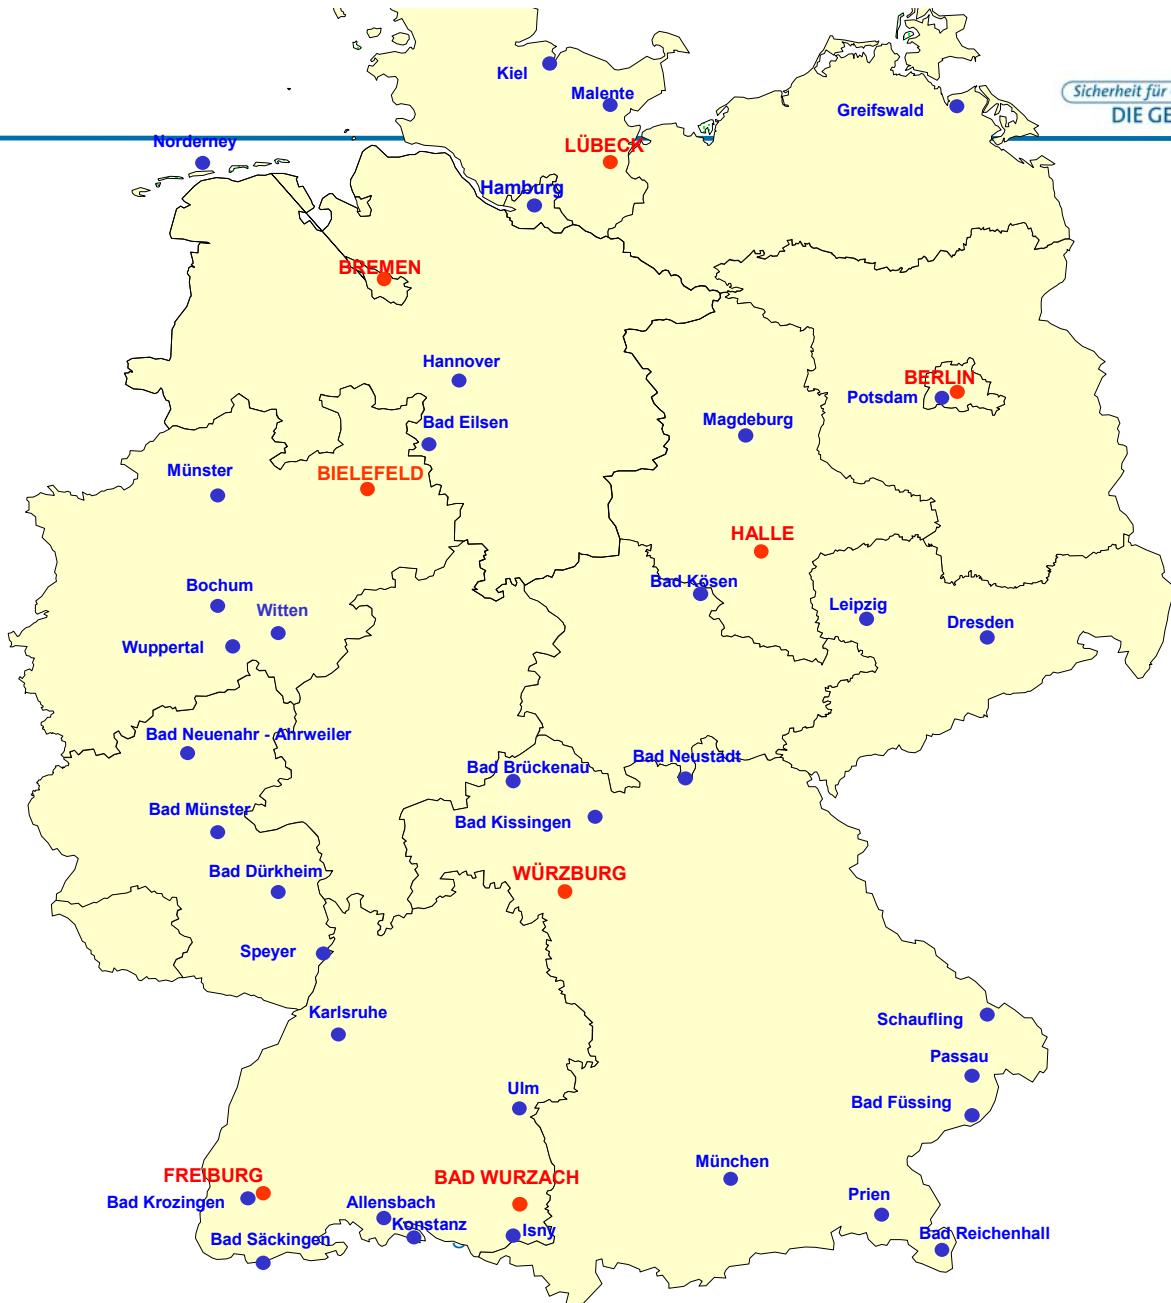 Kiel
Malente
Greifswald
Sicherheit für
DIE GE
Norderney
LÜBECK
Hamburg
BREMEN
Hannover
BERLIN
Potsdam
Bad Eilsen
Magdeburg
Münster
BIELEFELD
HALLE
Bochum
Bad Kösen
Witten
Leipzig
Dresden
Wuppertal
Bad Neuenahr - Ahrweiler
Bad Neustadt
Bad Brückenau
Bad Münster
Bad Kissingen
Bad Dürkheim
WÜRZBURG
Speyer
Karlsruhe
Schaufling
Passau
Ulm
Bad Füssing
München
FREIBURG
BAD WURZACH
Prien
Bad Krozingen
Allensbach
Konstanz
Isny
Bad Säckingen
Bad Reichenhall